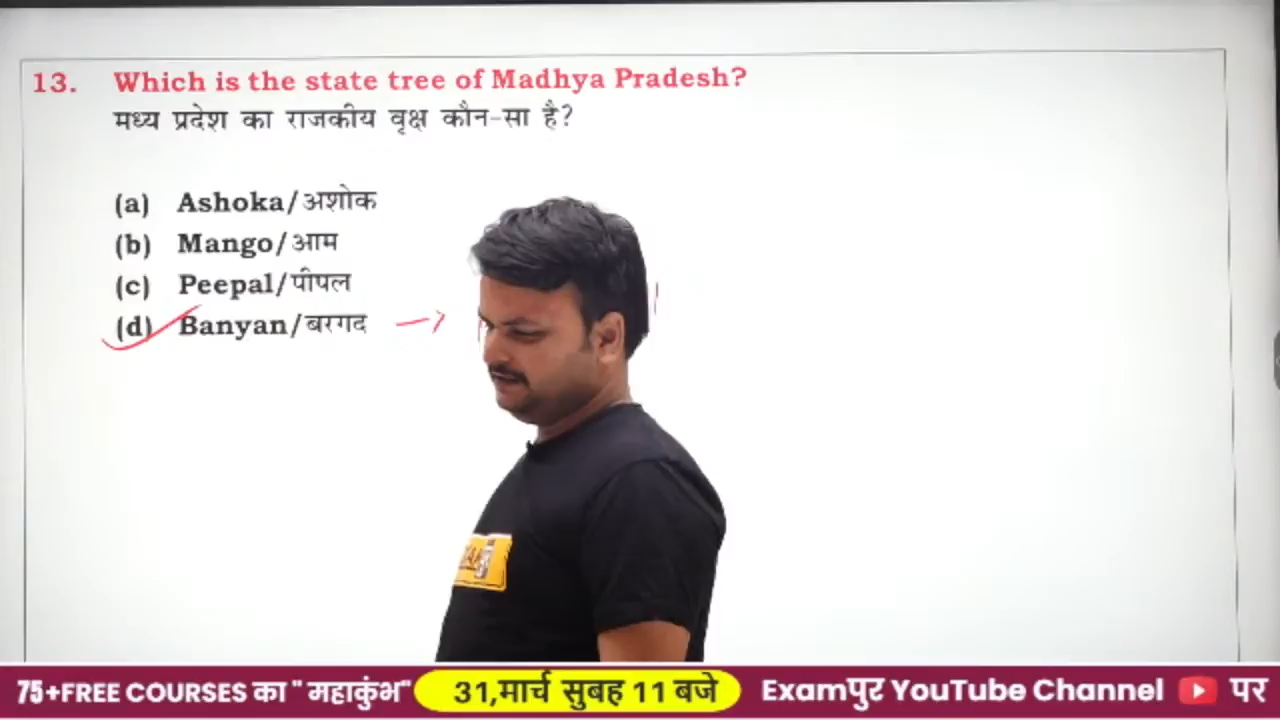 13. Which is the state tree of Madhya Pradesh?
मध्य प्रदेश का राजकीय वृक्ष कौन-सा है?
(a) Ashoka/अशोक
(b) Mango/आम
(c) Peepal/पीपल
(d) Banyan/बरगद
75+FREE COURSES का " महाकुंभ" 31,मार्च सुबह 11 बजे Examपुर YouTube Channel पर